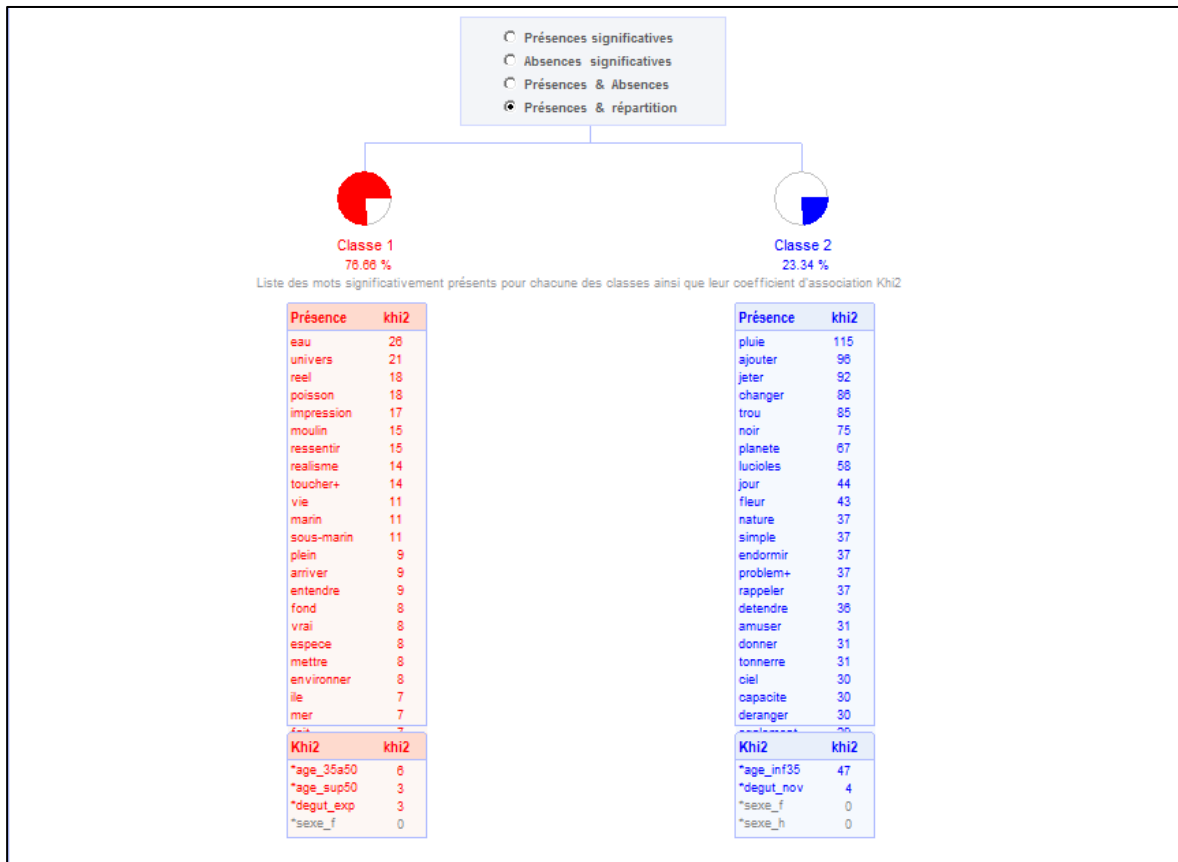 Présences significatives
Absences significatives
Présences & Absences
Présences & répartition
Classe 1
76.66 %
Classe 2
23.34 %
Liste des mots significativement présents pour chacune des classes ainsi que leur coefficient d'association Khi2
Présence khi2
eau 26
univers 21
reel 18
poisson 18
impression 17
moulin 15
ressentir 15
realisme 14
toucher+ 14
vie 11
marin 11
sous-marin 11
plein 9
arriver 9
entendre 9
fond 8
vrai 8
espece 8
mettre 8
environner 8
ile 7
mer 7
Khi2 khi2
*age_35a50 6
*age_sup50 3
*degut_exp 3
*sexe_f 0
Présence khi2
pluie 115
ajouter 96
jeter 92
changer 86
trou 85
noir 75
planete 67
lucioles 58
jour 44
fleur 43
nature 37
simple 37
endormir 37
problem+ 37
rappeler 37
detendre 36
amuser 31
donner 31
tonnerre 31
ciel 30
capacite 30
deranger 30
Khi2 khi2
*age_inf35 47
*degut_nov 4
*sexe_f 0
*sexe_h 0